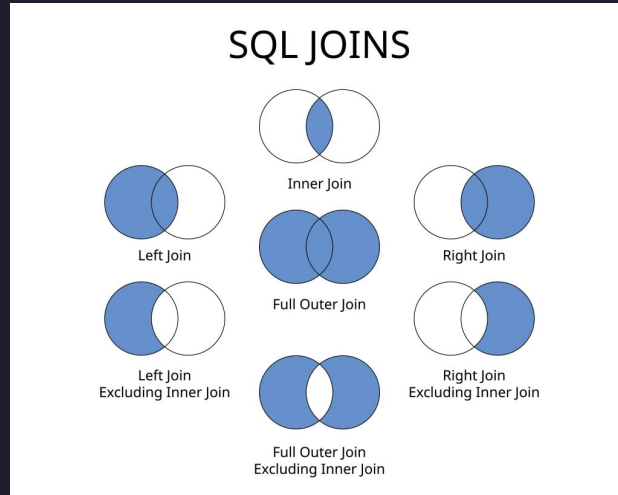 SQL JOINS
Inner Join
Left Join
Right Join
Full Outer Join
Left Join
Excluding Inner Join
Right Join
Excluding Inner Join
Full Outer Join
Excluding Inner Join